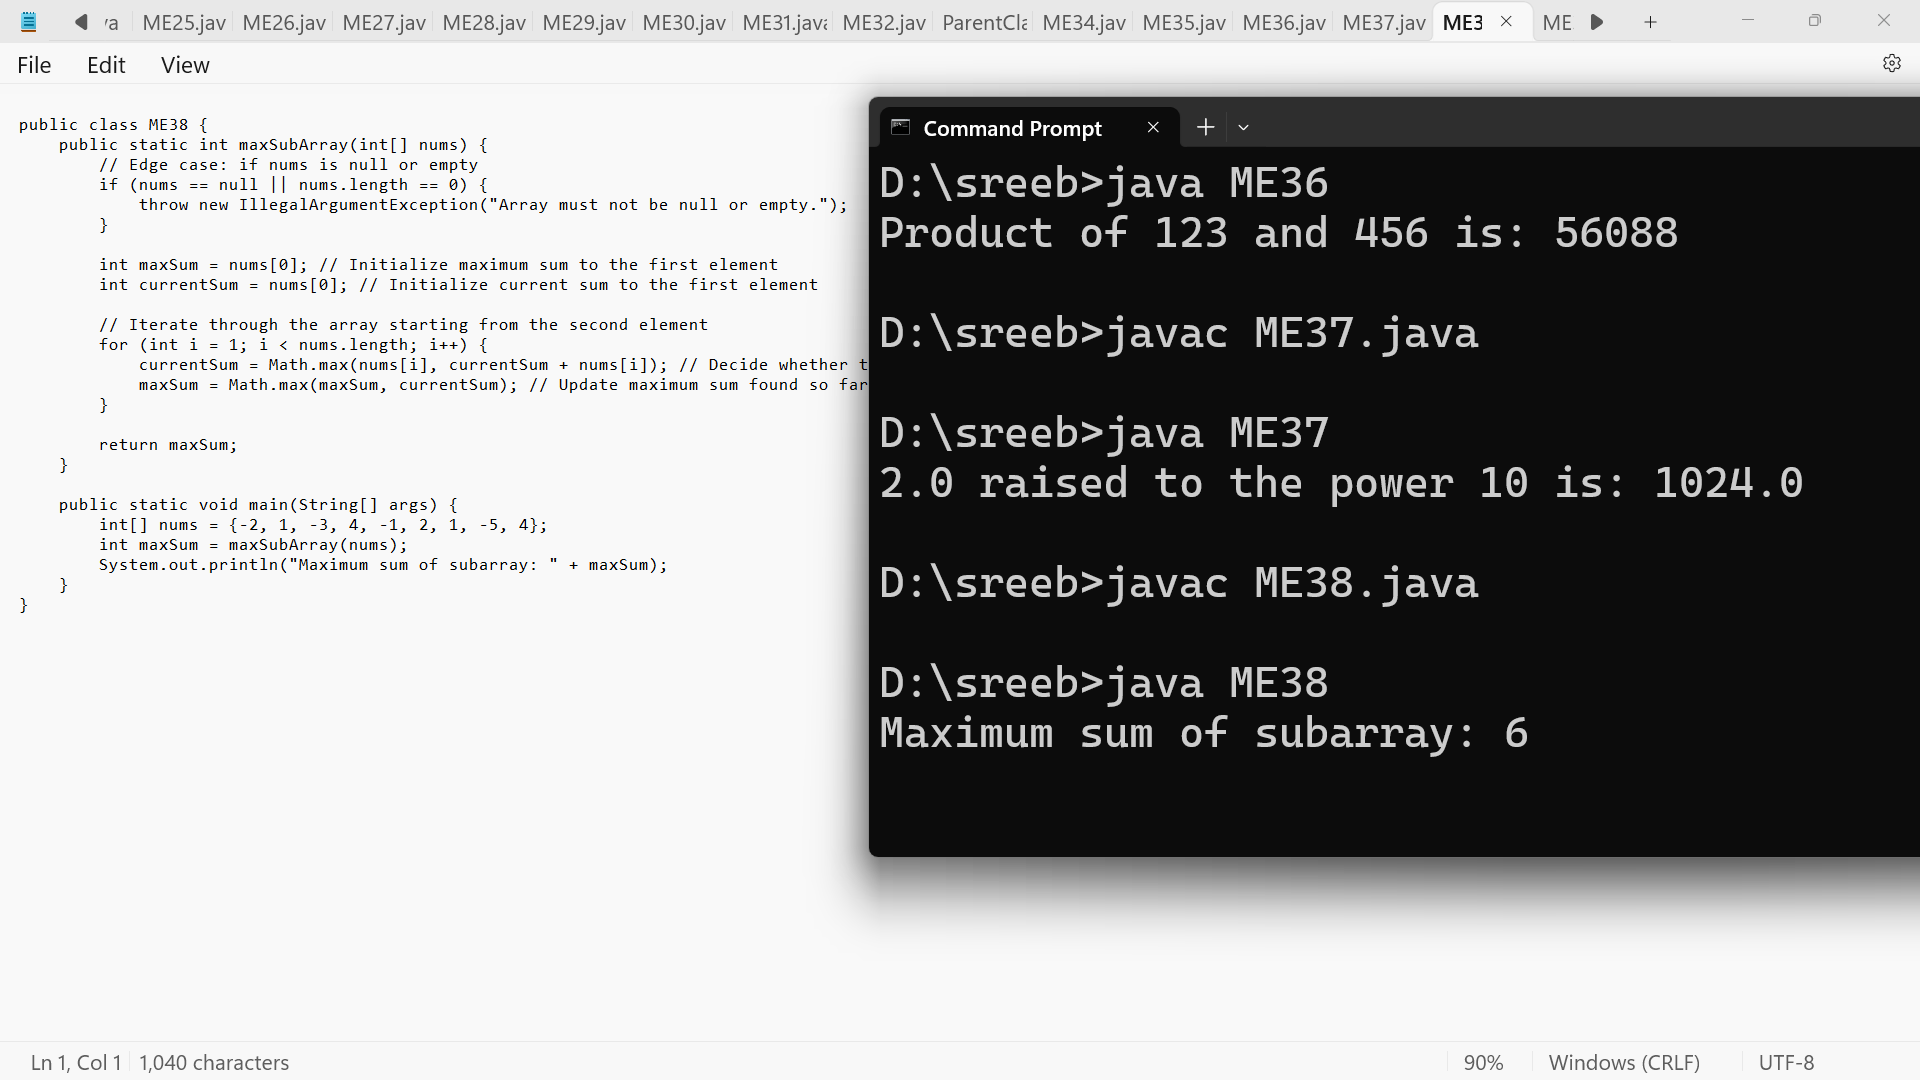 va ME25.jav ME26.jav ME27.jav ME28.jav ME29.jav ME30.jav ME31.java ME32.jav ParentCla ME34.jav ME35.jav ME36.jav ME37.jav ME3 ME
File Edit View
public class ME38 {
    public static int maxSubArray(int[] nums) {
        // Edge case: if nums is null or empty
        if (nums == null || nums.length == 0) {
            throw new IllegalArgumentException("Array must not be null or empty.");
        }

        int maxSum = nums[0]; // Initialize maximum sum to the first element
        int currentSum = nums[0]; // Initialize current sum to the first element

        // Iterate through the array starting from the second element
        for (int i = 1; i < nums.length; i++) {
            currentSum = Math.max(nums[i], currentSum + nums[i]); // Decide whether t
            maxSum = Math.max(maxSum, currentSum); // Update maximum sum found so far
        }

        return maxSum;
    }

    public static void main(String[] args) {
        int[] nums = {-2, 1, -3, 4, -1, 2, 1, -5, 4};
        int maxSum = maxSubArray(nums);
        System.out.println("Maximum sum of subarray: " + maxSum);
    }
}
Command Prompt
D:\sreeb>java ME36
Product of 123 and 456 is: 56088

D:\sreeb>javac ME37.java

D:\sreeb>java ME37
2.0 raised to the power 10 is: 1024.0

D:\sreeb>javac ME38.java

D:\sreeb>java ME38
Maximum sum of subarray: 6
Ln 1, Col 1 1,040 characters 90% Windows (CRLF) UTF-8